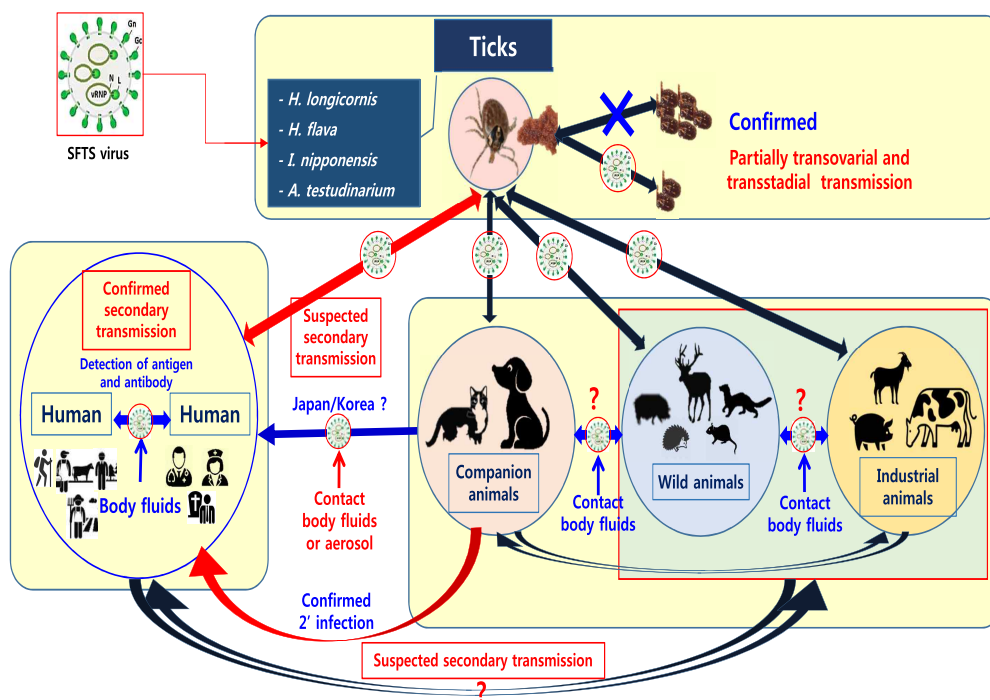 Gn
Gc
N
L
vRNP
SFTS virus
Ticks
- H. longicornis
- H. flava
- I. nipponensis
- A. testudinarium
Confirmed
Partially transovarial and
transstadial transmission
Confirmed
secondary
transmission
Detection of antigen
and antibody
Human
Human
Body fluids
Suspected
secondary
transmission
Japan/Korea ?
Contact
body fluids
or aerosol
Confirmed
2' infection
Companion
animals
?
Contact
body fluids
Wild animals
?
Contact
body fluids
Industrial
animals
Suspected secondary transmission
?